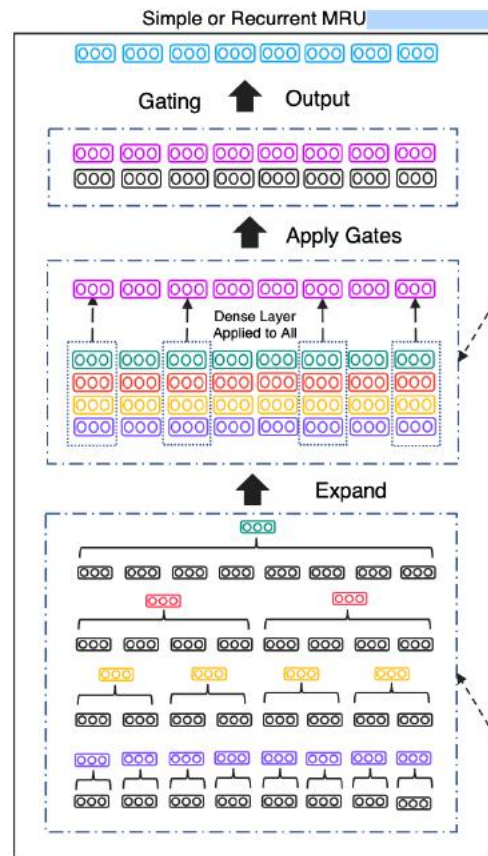 Simple or Recurrent MRU
Gating Output
Apply Gates
Dense Layer
Applied to All
Expand